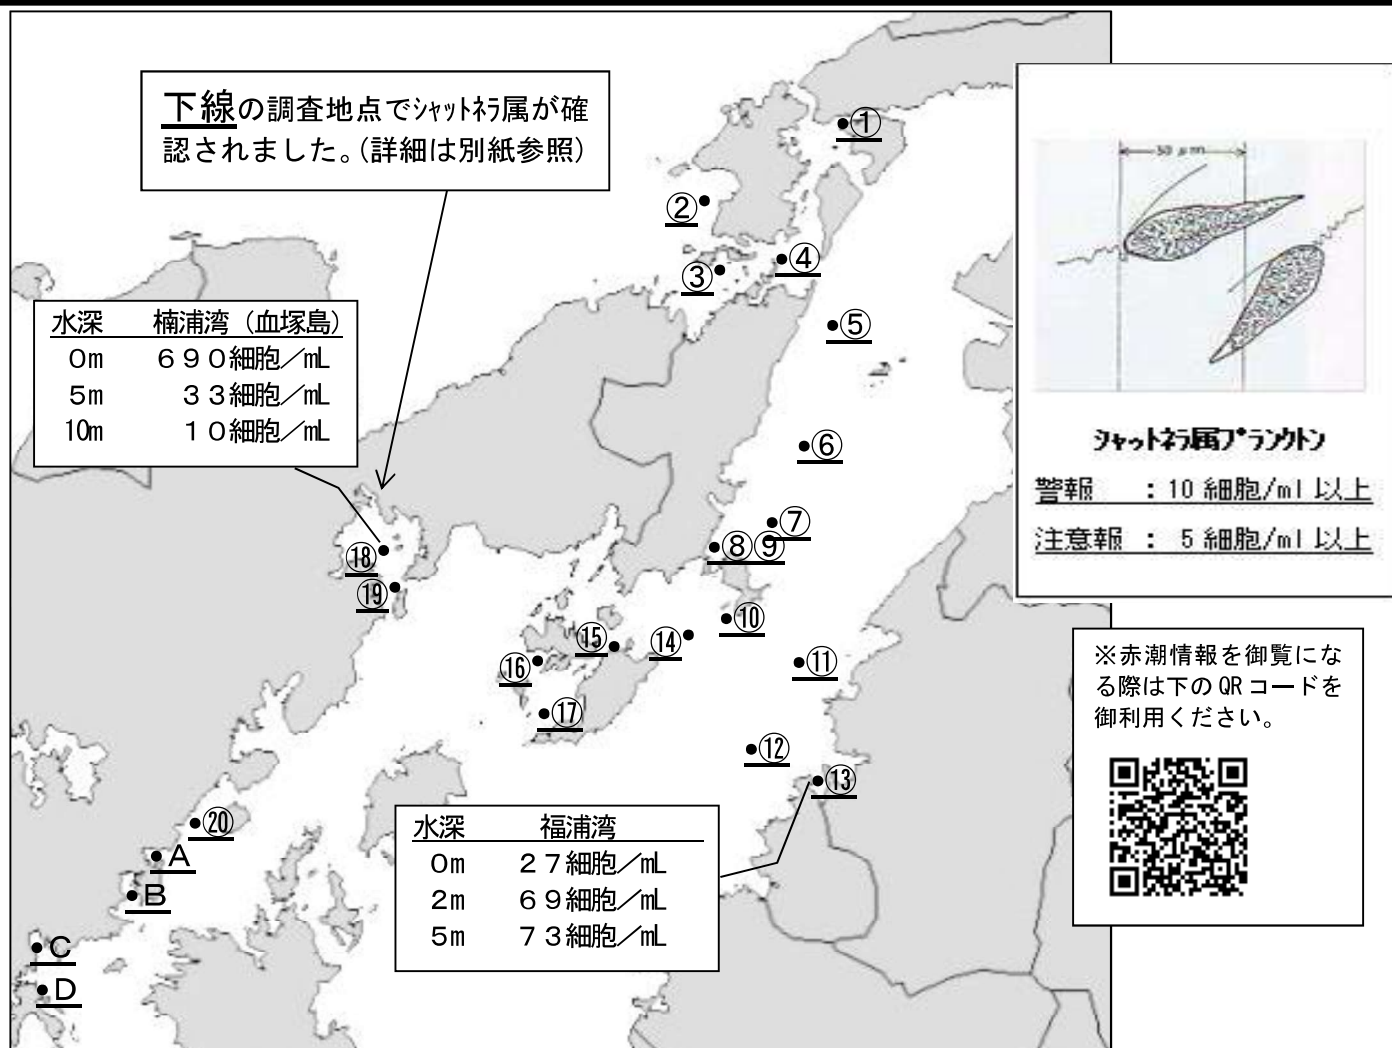 下線の調査地点でｼｬｯﾄﾈﾗ属が確
認されました。(詳細は別紙参照)
水深 楠浦湾（血塚島）
０m ６９０細胞／mL
５m ３３細胞／mL
10m １０細胞／mL
①
②
③
④
⑤
⑥
⑦
⑧⑨
⑩
⑪
⑫
⑬
⑭
⑮
⑯
⑰
⑱
⑲
⑳
A
B
C
D
水深 福浦湾
０m ２７細胞／mL
２m ６９細胞／mL
５m ７３細胞／mL
50 μm
ｼｬｯﾄﾈﾗ属ﾌﾟﾗﾝｸﾄﾝ
警報 ：10 細胞/ml 以上
注意報 ： 5 細胞/ml 以上
※赤潮情報を御覧にな
る際は下の QR コードを
御利用ください。